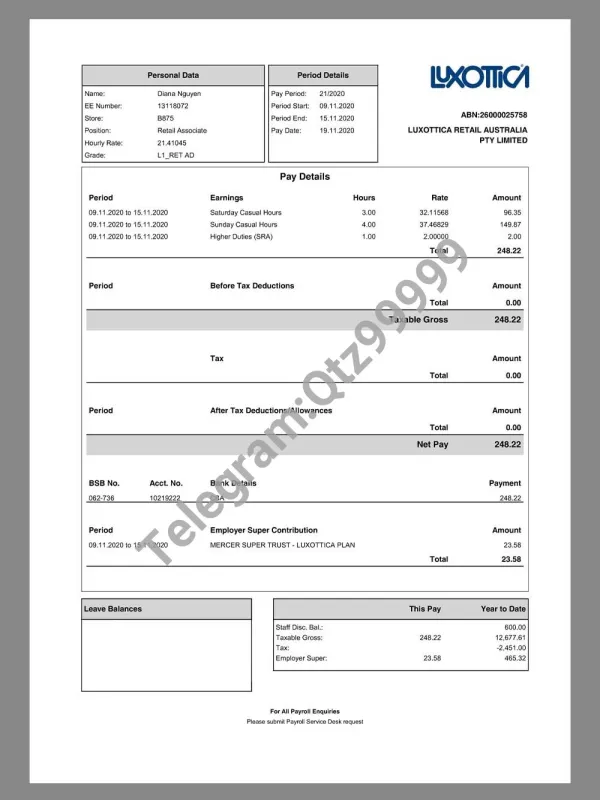 LUXOTTICA
Personal Data
Name: Diana Nguyen
EE Number: 13118072
Store: B875
Position: Retail Associate
Hourly Rate: 21.41045
Grade: L1_RET AD
Period Details
Pay Period: 21/2020
Period Start: 09.11.2020
Period End: 15.11.2020
Pay Date: 19.11.2020
ABN:26000025758
LUXOTTICA RETAIL AUSTRALIA
PTY LIMITED
Pay Details
Period Earnings Hours Rate Amount
09.11.2020 to 15.11.2020 Saturday Casual Hours 3.00 32.11568 96.35
09.11.2020 to 15.11.2020 Sunday Casual Hours 4.00 37.46829 149.87
09.11.2020 to 15.11.2020 Higher Duties (SRA) 1.00 2.00000 2.00
Total 248.22
Period Before Tax Deductions Amount
Total 0.00
Taxable Gross 248.22
Tax Amount
Total 0.00
Period After Tax Deductions/Allowances Amount
Total 0.00
Net Pay 248.22
BSB No. Acct. No. Bank Details Payment
062-736 10219222 CBA 248.22
Period Employer Super Contribution Amount
09.11.2020 to 15.11.2020 MERCER SUPER TRUST - LUXOTTICA PLAN 23.58
Total 23.58
Telegram:Qtz99999
Leave Balances
This Pay Year to Date
Staff Disc. Bal.: 600.00
Taxable Gross: 248.22 12,677.61
Tax: -2,451.00
Employer Super: 23.58 465.32
For All Payroll Enquiries
Please submit Payroll Service Desk request